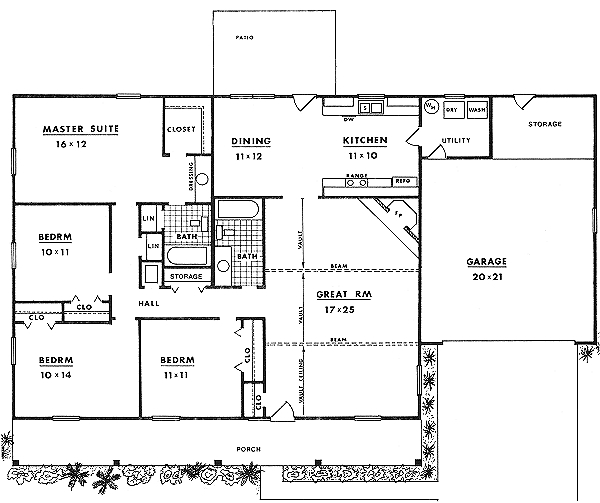 PATIO
MASTER SUITE
16 x 12
CLOSET
DINING
11 x 12
DW
S
KITCHEN
11 x 10
RANGE
REFG
WH
DRY
WASH
UTILITY
STORAGE
DRESSING
LIN
LIN
BATH
BATH
STORAGE
FP
BEDRM
10 x 11
CLO
CLO
HALL
VAULT
BEAM
GREAT RM
17 x 25
VAULT
BEAM
VAULT CEILING
GARAGE
20 x 21
BEDRM
10 x 14
BEDRM
11 x 11
CLO
CLO
PORCH